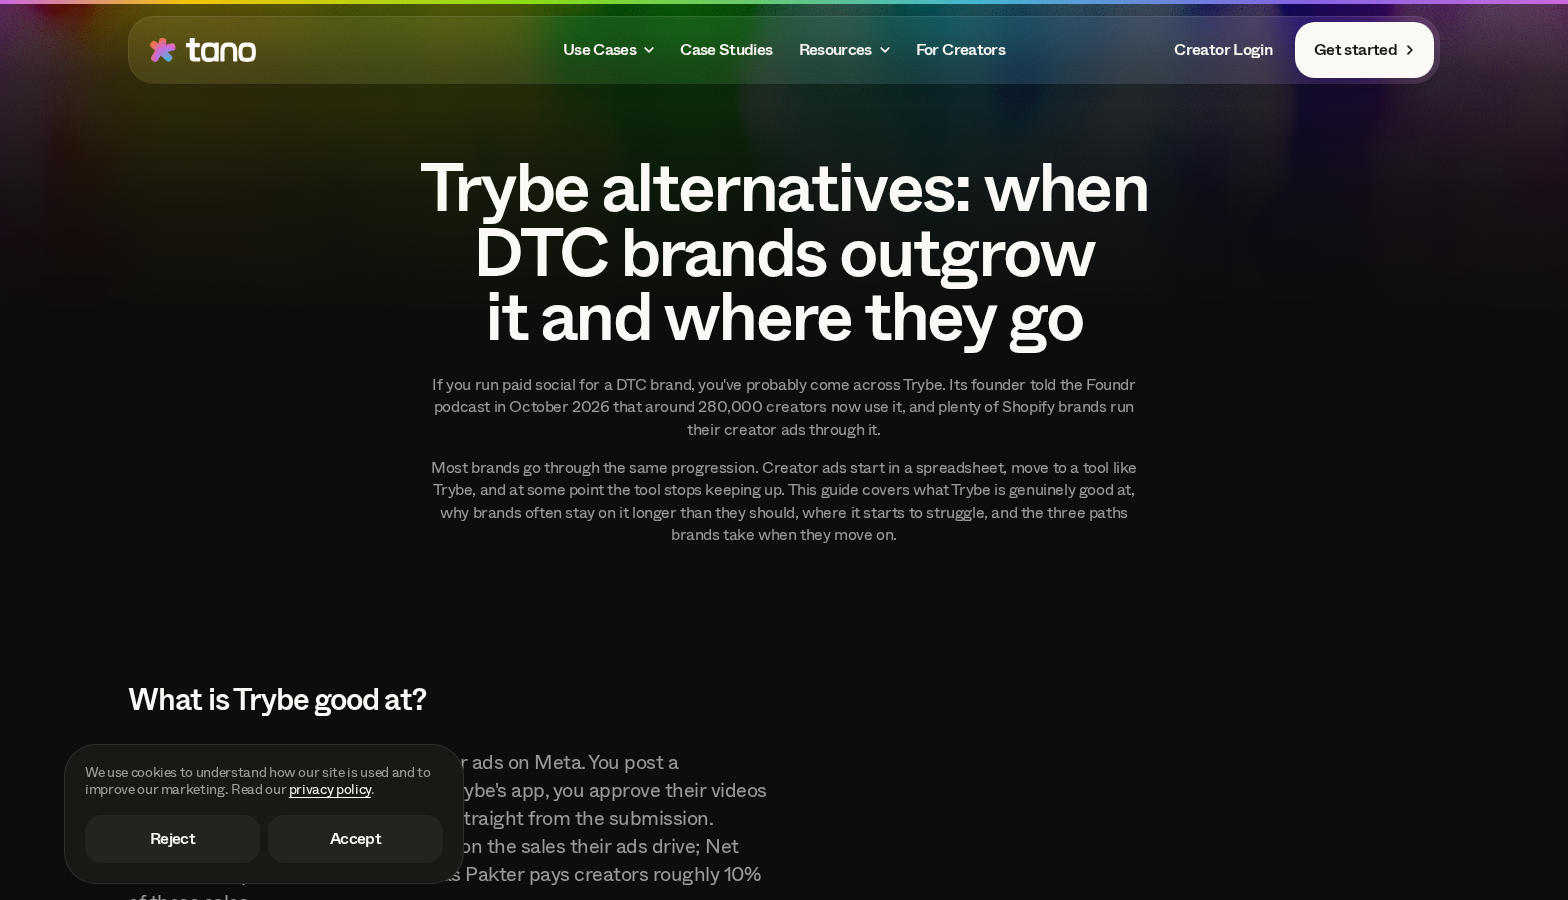 tano
Use Cases
Case Studies
Resources
For Creators
Creator Login
Get started
Trybe alternatives: when
DTC brands outgrow
it and where they go
If you run paid social for a DTC brand, you've probably come across Trybe. Its founder told the Foundr
podcast in October 2026 that around 280,000 creators now use it, and plenty of Shopify brands run
their creator ads through it.
Most brands go through the same progression. Creator ads start in a spreadsheet, move to a tool like
Trybe, and at some point the tool stops keeping up. This guide covers what Trybe is genuinely good at,
why brands often stay on it longer than they should, where it starts to struggle, and the three paths
brands take when they move on.
What is Trybe good at?
ads on Meta. You post a
app, you approve their videos
straight from the submission.
on the sales their ads drive; Net
Pakter pays creators roughly 10%
of those sales.
We use cookies to understand how our site is used and to
improve our marketing. Read our privacy policy.
Reject
Accept